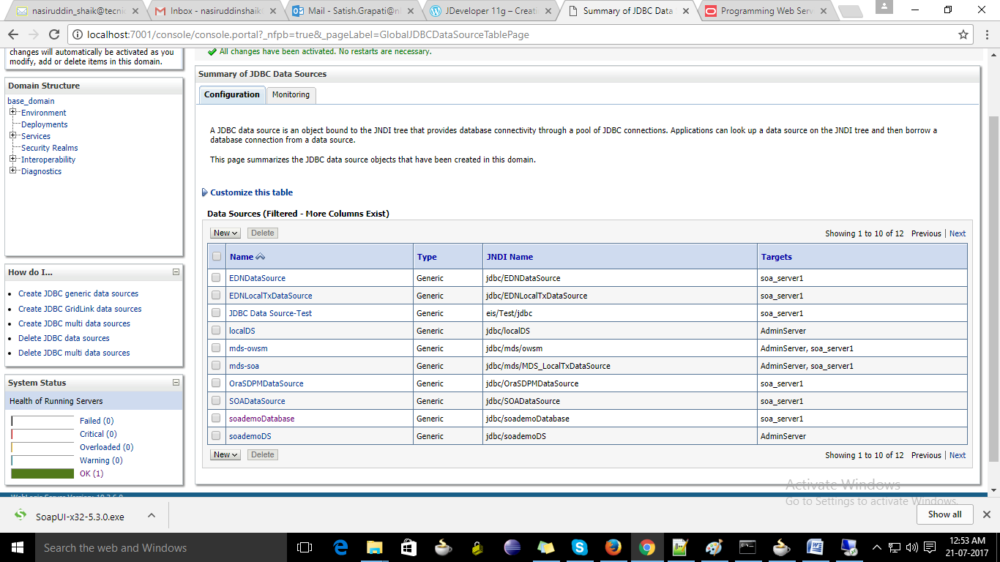 nasiruddin_shaik@tecni
Inbox - nasiruddinshaik
Mail - Satish.Grapati@n
JDeveloper 11g – Creati
Summary of JDBC Data
Programming Web Serv
localhost:7001/console/console.portal?_nfpb=true&_pageLabel=GlobalJDBCDataSourceTablePage
changes will automatically be activated as you
modify, add or delete items in this domain.
Domain Structure
base_domain
Environment
Deployments
Services
Security Realms
Interoperability
Diagnostics
How do I...
Create JDBC generic data sources
Create JDBC GridLink data sources
Create JDBC multi data sources
Delete JDBC data sources
Delete JDBC multi data sources
System Status
Health of Running Servers
Failed (0)
Critical (0)
Overloaded (0)
Warning (0)
OK (1)
All changes have been activated. No restarts are necessary.
Summary of JDBC Data Sources
Configuration Monitoring
A JDBC data source is an object bound to the JNDI tree that provides database connectivity through a pool of JDBC connections. Applications can look up a data source on the JNDI tree and then borrow a
database connection from a data source.
This page summarizes the JDBC data source objects that have been created in this domain.
Customize this table
Data Sources (Filtered - More Columns Exist)
New Delete Showing 1 to 10 of 12 Previous | Next
Name Type JNDI Name Targets
EDNDataSource Generic jdbc/EDNDataSource soa_server1
EDNLocalTxDataSource Generic jdbc/EDNLocalTxDataSource soa_server1
JDBC Data Source-Test Generic eis/Test/jdbc soa_server1
localDS Generic jdbc/localDS AdminServer
mds-owsm Generic jdbc/mds/owsm AdminServer, soa_server1
mds-soa Generic jdbc/mds/MDS_LocalTxDataSource AdminServer, soa_server1
OraSDPMDataSource Generic jdbc/OraSDPMDataSource soa_server1
SOADataSource Generic jdbc/SOADataSource soa_server1
soademoDatabase Generic jdbc/soademoDatabase soa_server1
soademoDS Generic jdbc/soademoDS AdminServer
New Delete Showing 1 to 10 of 12 Previous | Next
Activate Windows
Go to Settings to activate Windows.
SoapUI-x32-5.3.0.exe
Show all
Search the web and Windows
12:53 AM
21-07-2017